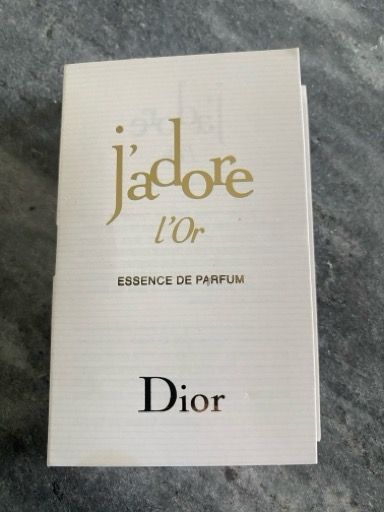 j'adore
l'Or
ESSENCE DE PARFUM
Dior